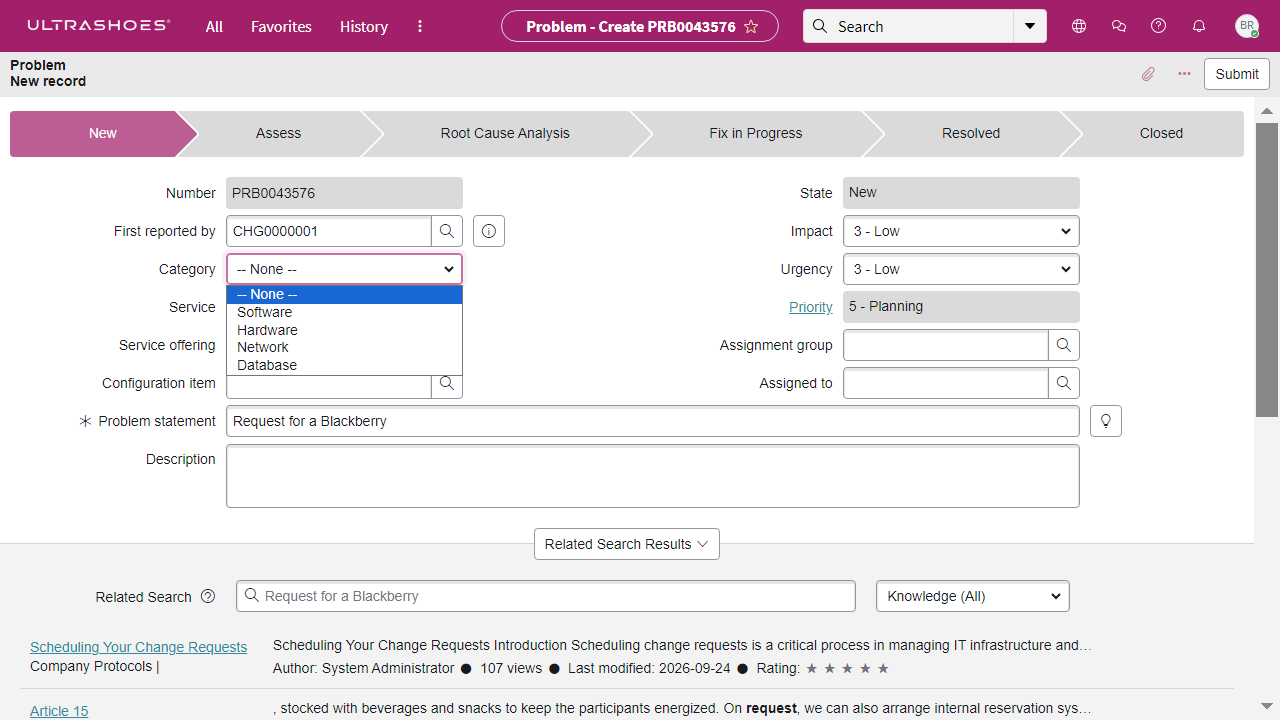 ULTRASHOES
All
Favorites
History
Problem - Create PRB0043576
Search
BR
Problem
New record
Submit
New
Assess
Root Cause Analysis
Fix in Progress
Resolved
Closed
Number
PRB0043576
State
New
First reported by
CHG0000001
Impact
3 - Low
Category
-- None --
Urgency
3 - Low
-- None --
Software
Hardware
Network
Database
Service
Priority
5 - Planning
Service offering
Assignment group
Configuration item
Assigned to
Problem statement
Request for a Blackberry
Description
Related Search Results
Related Search
Request for a Blackberry
Knowledge (All)
Scheduling Your Change Requests
Scheduling Your Change Requests Introduction Scheduling change requests is a critical process in managing IT infrastructure and…
Company Protocols |
Author: System Administrator ● 107 views ● Last modified: 2026-09-24 ● Rating: ★ ★ ★ ★ ★
Article 15
, stocked with beverages and snacks to keep the participants energized. On request, we can also arrange internal reservation sys…